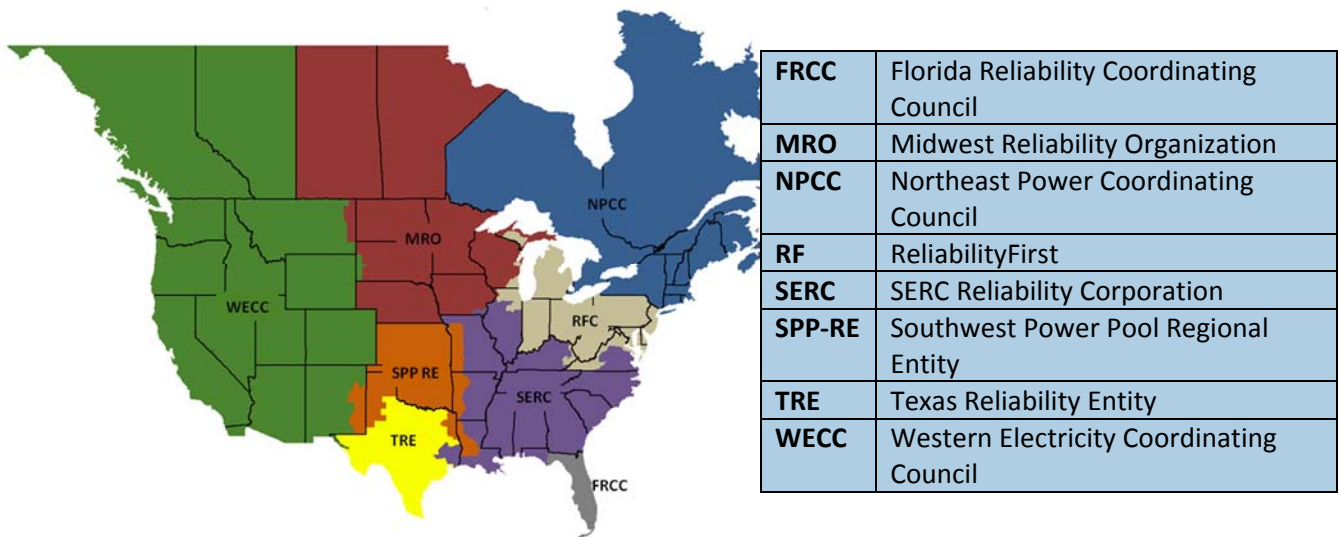 NPCC
MRO
WECC
RFC
SPP RE
SERC
TRE
FRCC
FRCC Florida Reliability Coordinating
Council
MRO Midwest Reliability Organization
NPCC Northeast Power Coordinating
Council
RF ReliabilityFirst
SERC SERC Reliability Corporation
SPP-RE Southwest Power Pool Regional
Entity
TRE Texas Reliability Entity
WECC Western Electricity Coordinating
Council